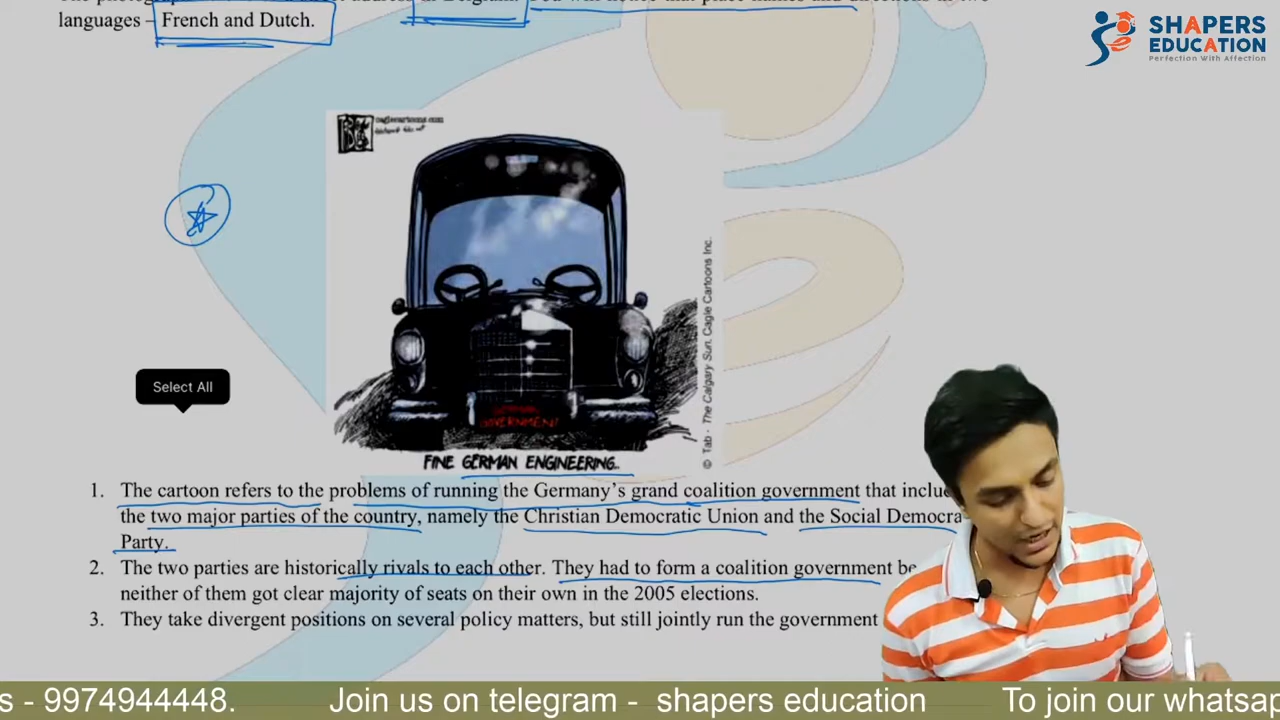 languages – French and Dutch.
SHAPERS
EDUCATION
Perfection With Affection
caglecartoons.com
© Tab - The Calgary Sun. Cagle Cartoons Inc.
Select All
GOVERNMENT
FINE GERMAN ENGINEERING..
1. The cartoon refers to the problems of running the Germany's grand coalition government that
the two major parties of the country, namely the Christian Democratic Union and the Social
Party.
2. The two parties are historically rivals to each other. They had to form a coalition government
neither of them got clear majority of seats on their own in the 2005 elections.
3. They take divergent positions on several policy matters, but still jointly run the government
s - 9974944448. Join us on telegram - shapers education To join our whatsap